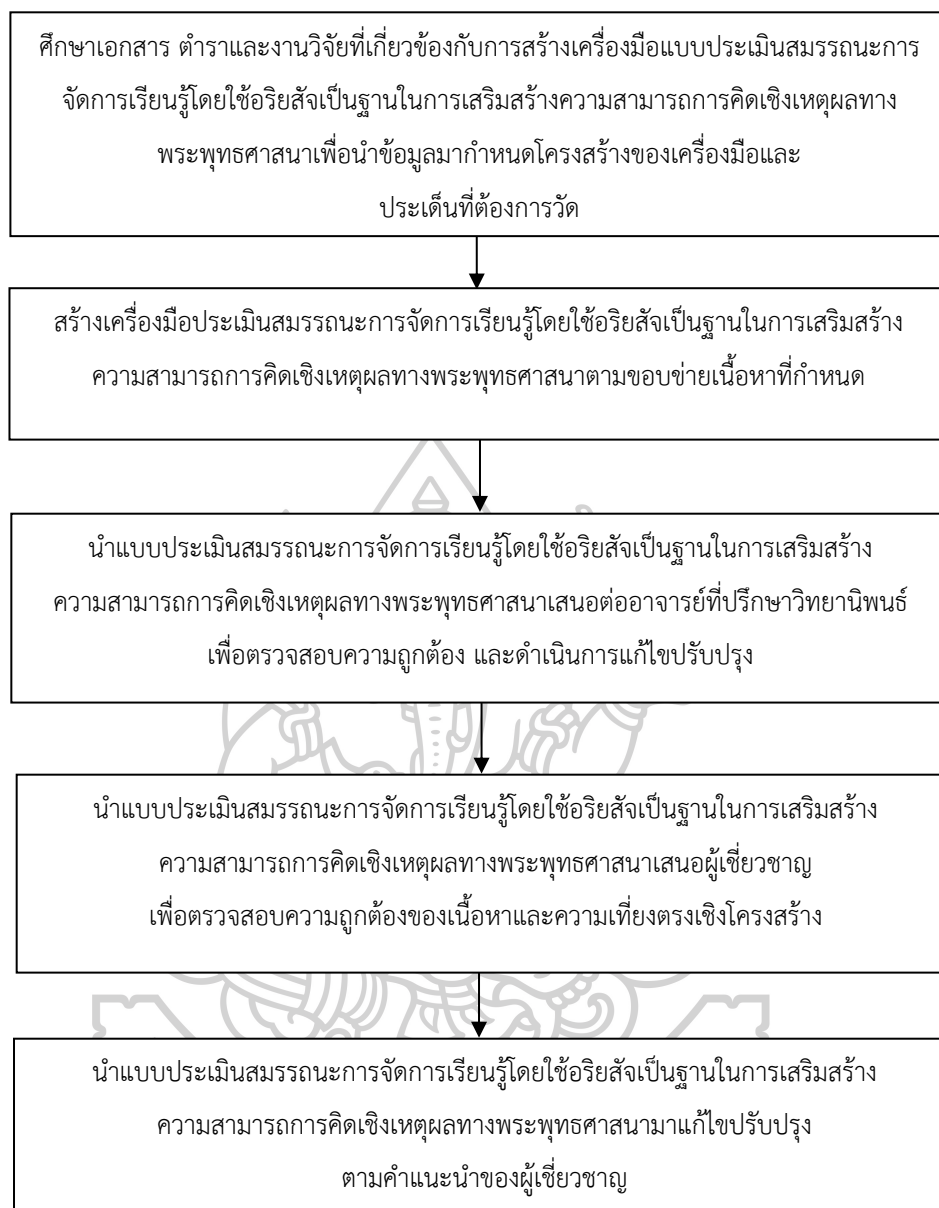 ศึกษาเอกสาร ตำราและงานวิจัยที่เกี่ยวข้องกับการสร้างเครื่องมือแบบประเมินสมรรถนะการ
จัดการเรียนรู้โดยใช้อริยสัจเป็นฐานในการเสริมสร้างความสามารถการคิดเชิงเหตุผลทาง
พระพุทธศาสนาเพื่อนำข้อมูลมากำหนดโครงสร้างของเครื่องมือและ
ประเด็นที่ต้องการวัด
สร้างเครื่องมือประเมินสมรรถนะการจัดการเรียนรู้โดยใช้อริยสัจเป็นฐานในการเสริมสร้าง
ความสามารถการคิดเชิงเหตุผลทางพระพุทธศาสนาตามขอบข่ายเนื้อหาที่กำหนด
นำแบบประเมินสมรรถนะการจัดการเรียนรู้โดยใช้อริยสัจเป็นฐานในการเสริมสร้าง
ความสามารถการคิดเชิงเหตุผลทางพระพุทธศาสนาเสนอต่ออาจารย์ที่ปรึกษาวิทยานิพนธ์
เพื่อตรวจสอบความถูกต้อง และดำเนินการแก้ไขปรับปรุง
นำแบบประเมินสมรรถนะการจัดการเรียนรู้โดยใช้อริยสัจเป็นฐานในการเสริมสร้าง
ความสามารถการคิดเชิงเหตุผลทางพระพุทธศาสนาเสนอผู้เชี่ยวชาญ
เพื่อตรวจสอบความถูกต้องของเนื้อหาและความเที่ยงตรงเชิงโครงสร้าง
นำแบบประเมินสมรรถนะการจัดการเรียนรู้โดยใช้อริยสัจเป็นฐานในการเสริมสร้าง
ความสามารถการคิดเชิงเหตุผลทางพระพุทธศาสนามาแก้ไขปรับปรุง
ตามคำแนะนำของผู้เชี่ยวชาญ